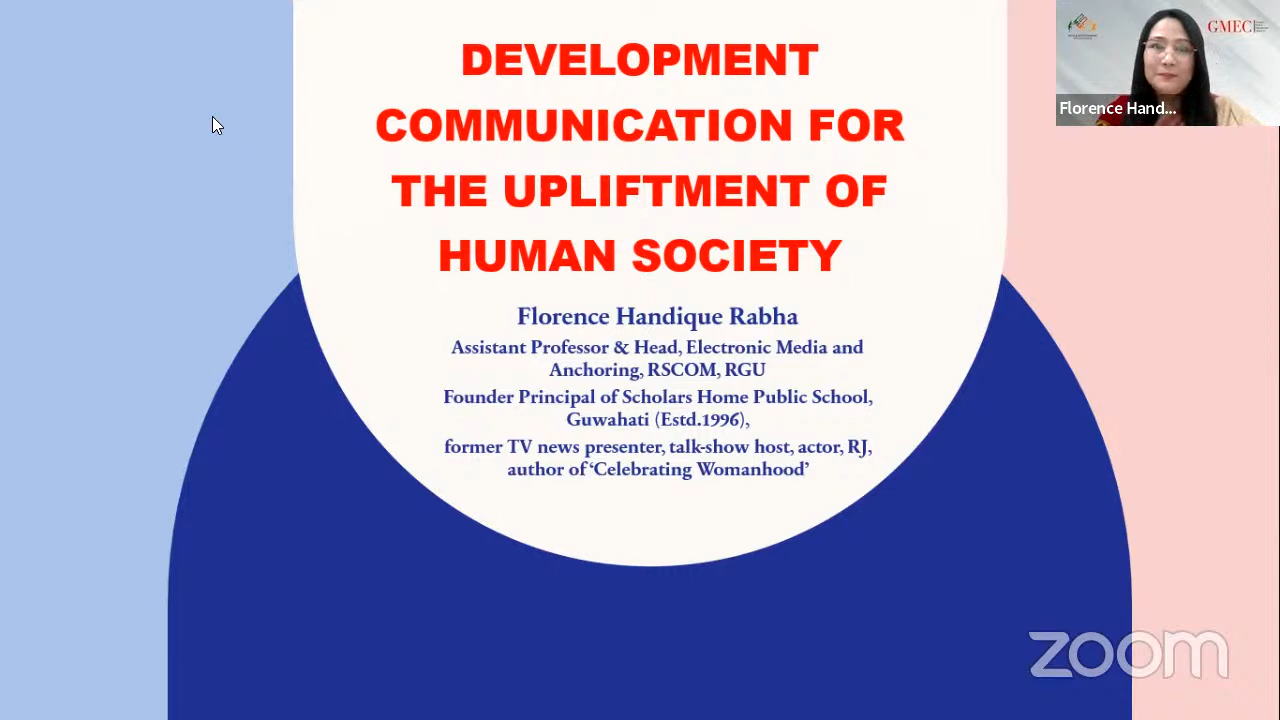 DEVELOPMENT
COMMUNICATION FOR
THE UPLIFTMENT OF
HUMAN SOCIETY
Florence Handique Rabha
Assistant Professor & Head, Electronic Media and
Anchoring, RSCOM, RGU
Founder Principal of Scholars Home Public School,
Guwahati (Estd.1996),
former TV news presenter, talk-show host, actor, RJ,
author of ‘Celebrating Womanhood’
GMEC
Florence Hand...
zoom